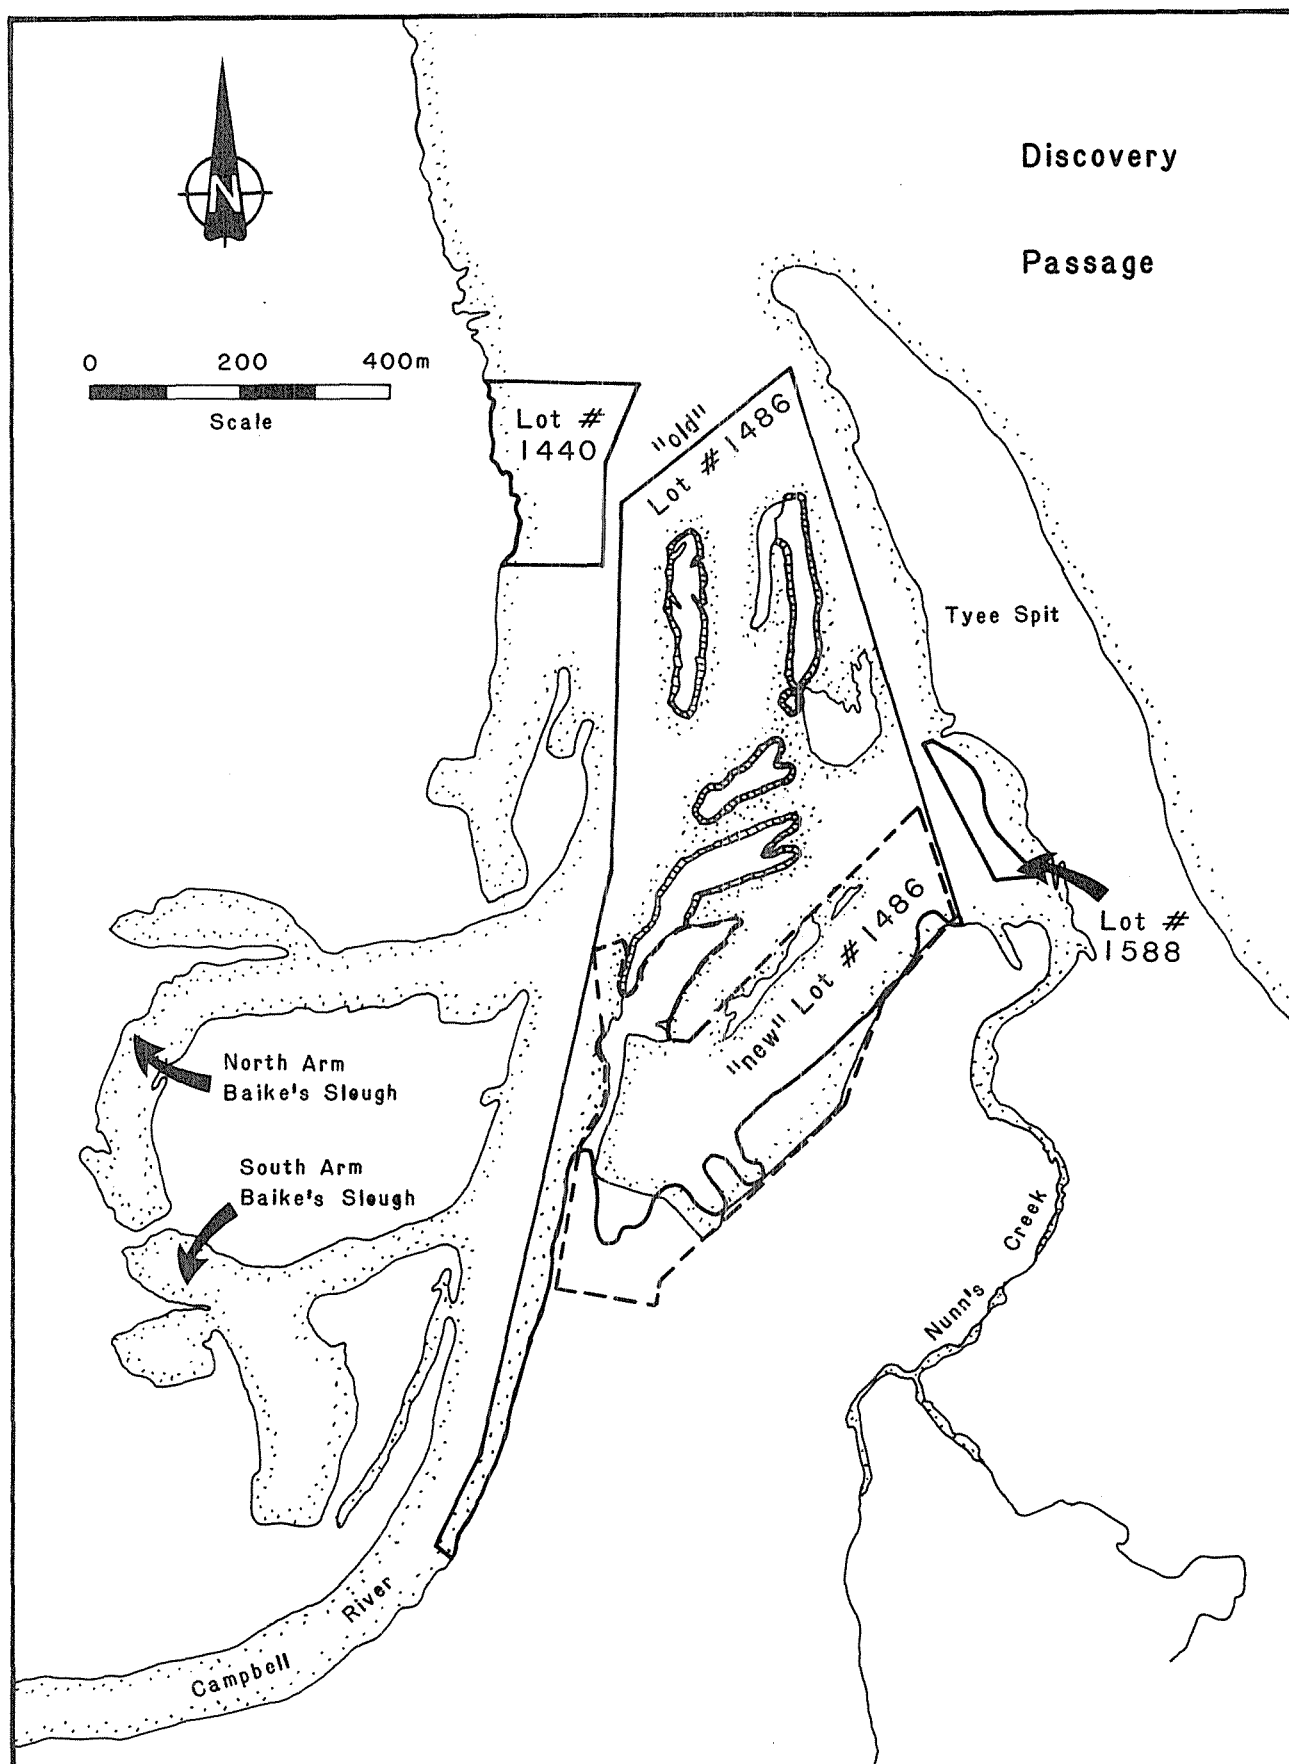 Discovery
Passage
N
0 200 400m
Scale
Lot #
1440
"old"
Lot # 1486
Tyee Spit
Lot #
1588
"new" Lot # 1486
North Arm
Baike's Slough
South Arm
Baike's Slough
Nunn's Creek
Campbell River